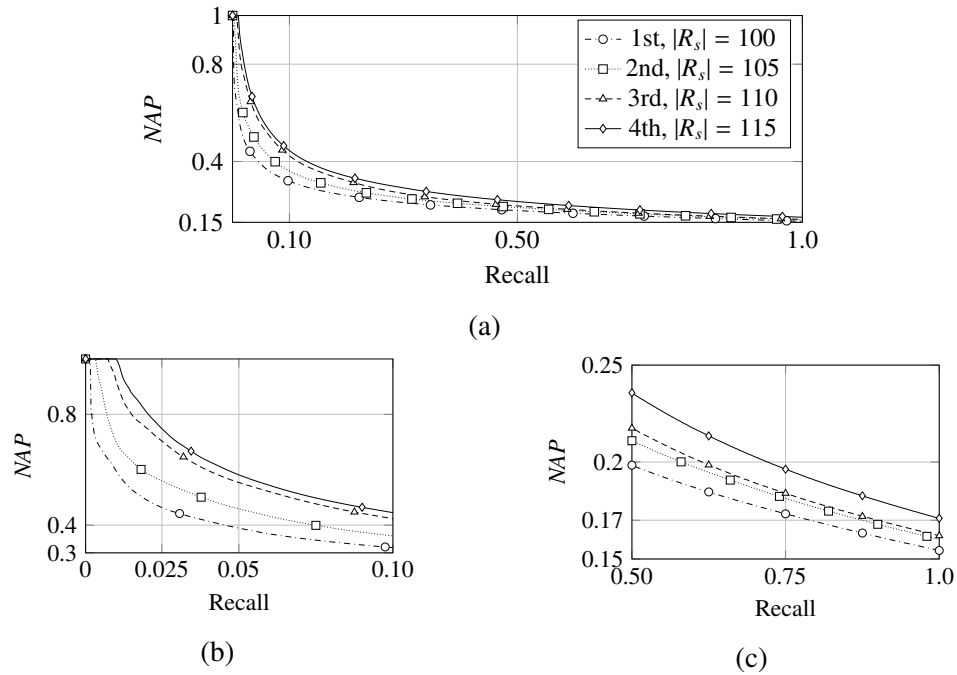 1
0.8
0.4
0.15
NAP
0.10
0.50
1.0
Recall
1st, |R_s| = 100
2nd, |R_s| = 105
3rd, |R_s| = 110
4th, |R_s| = 115
(a)
0.8
0.4
0.3
NAP
0
0.025
0.05
0.10
Recall
(b)
0.25
0.2
0.17
0.15
NAP
0.50
0.75
1.0
Recall
(c)